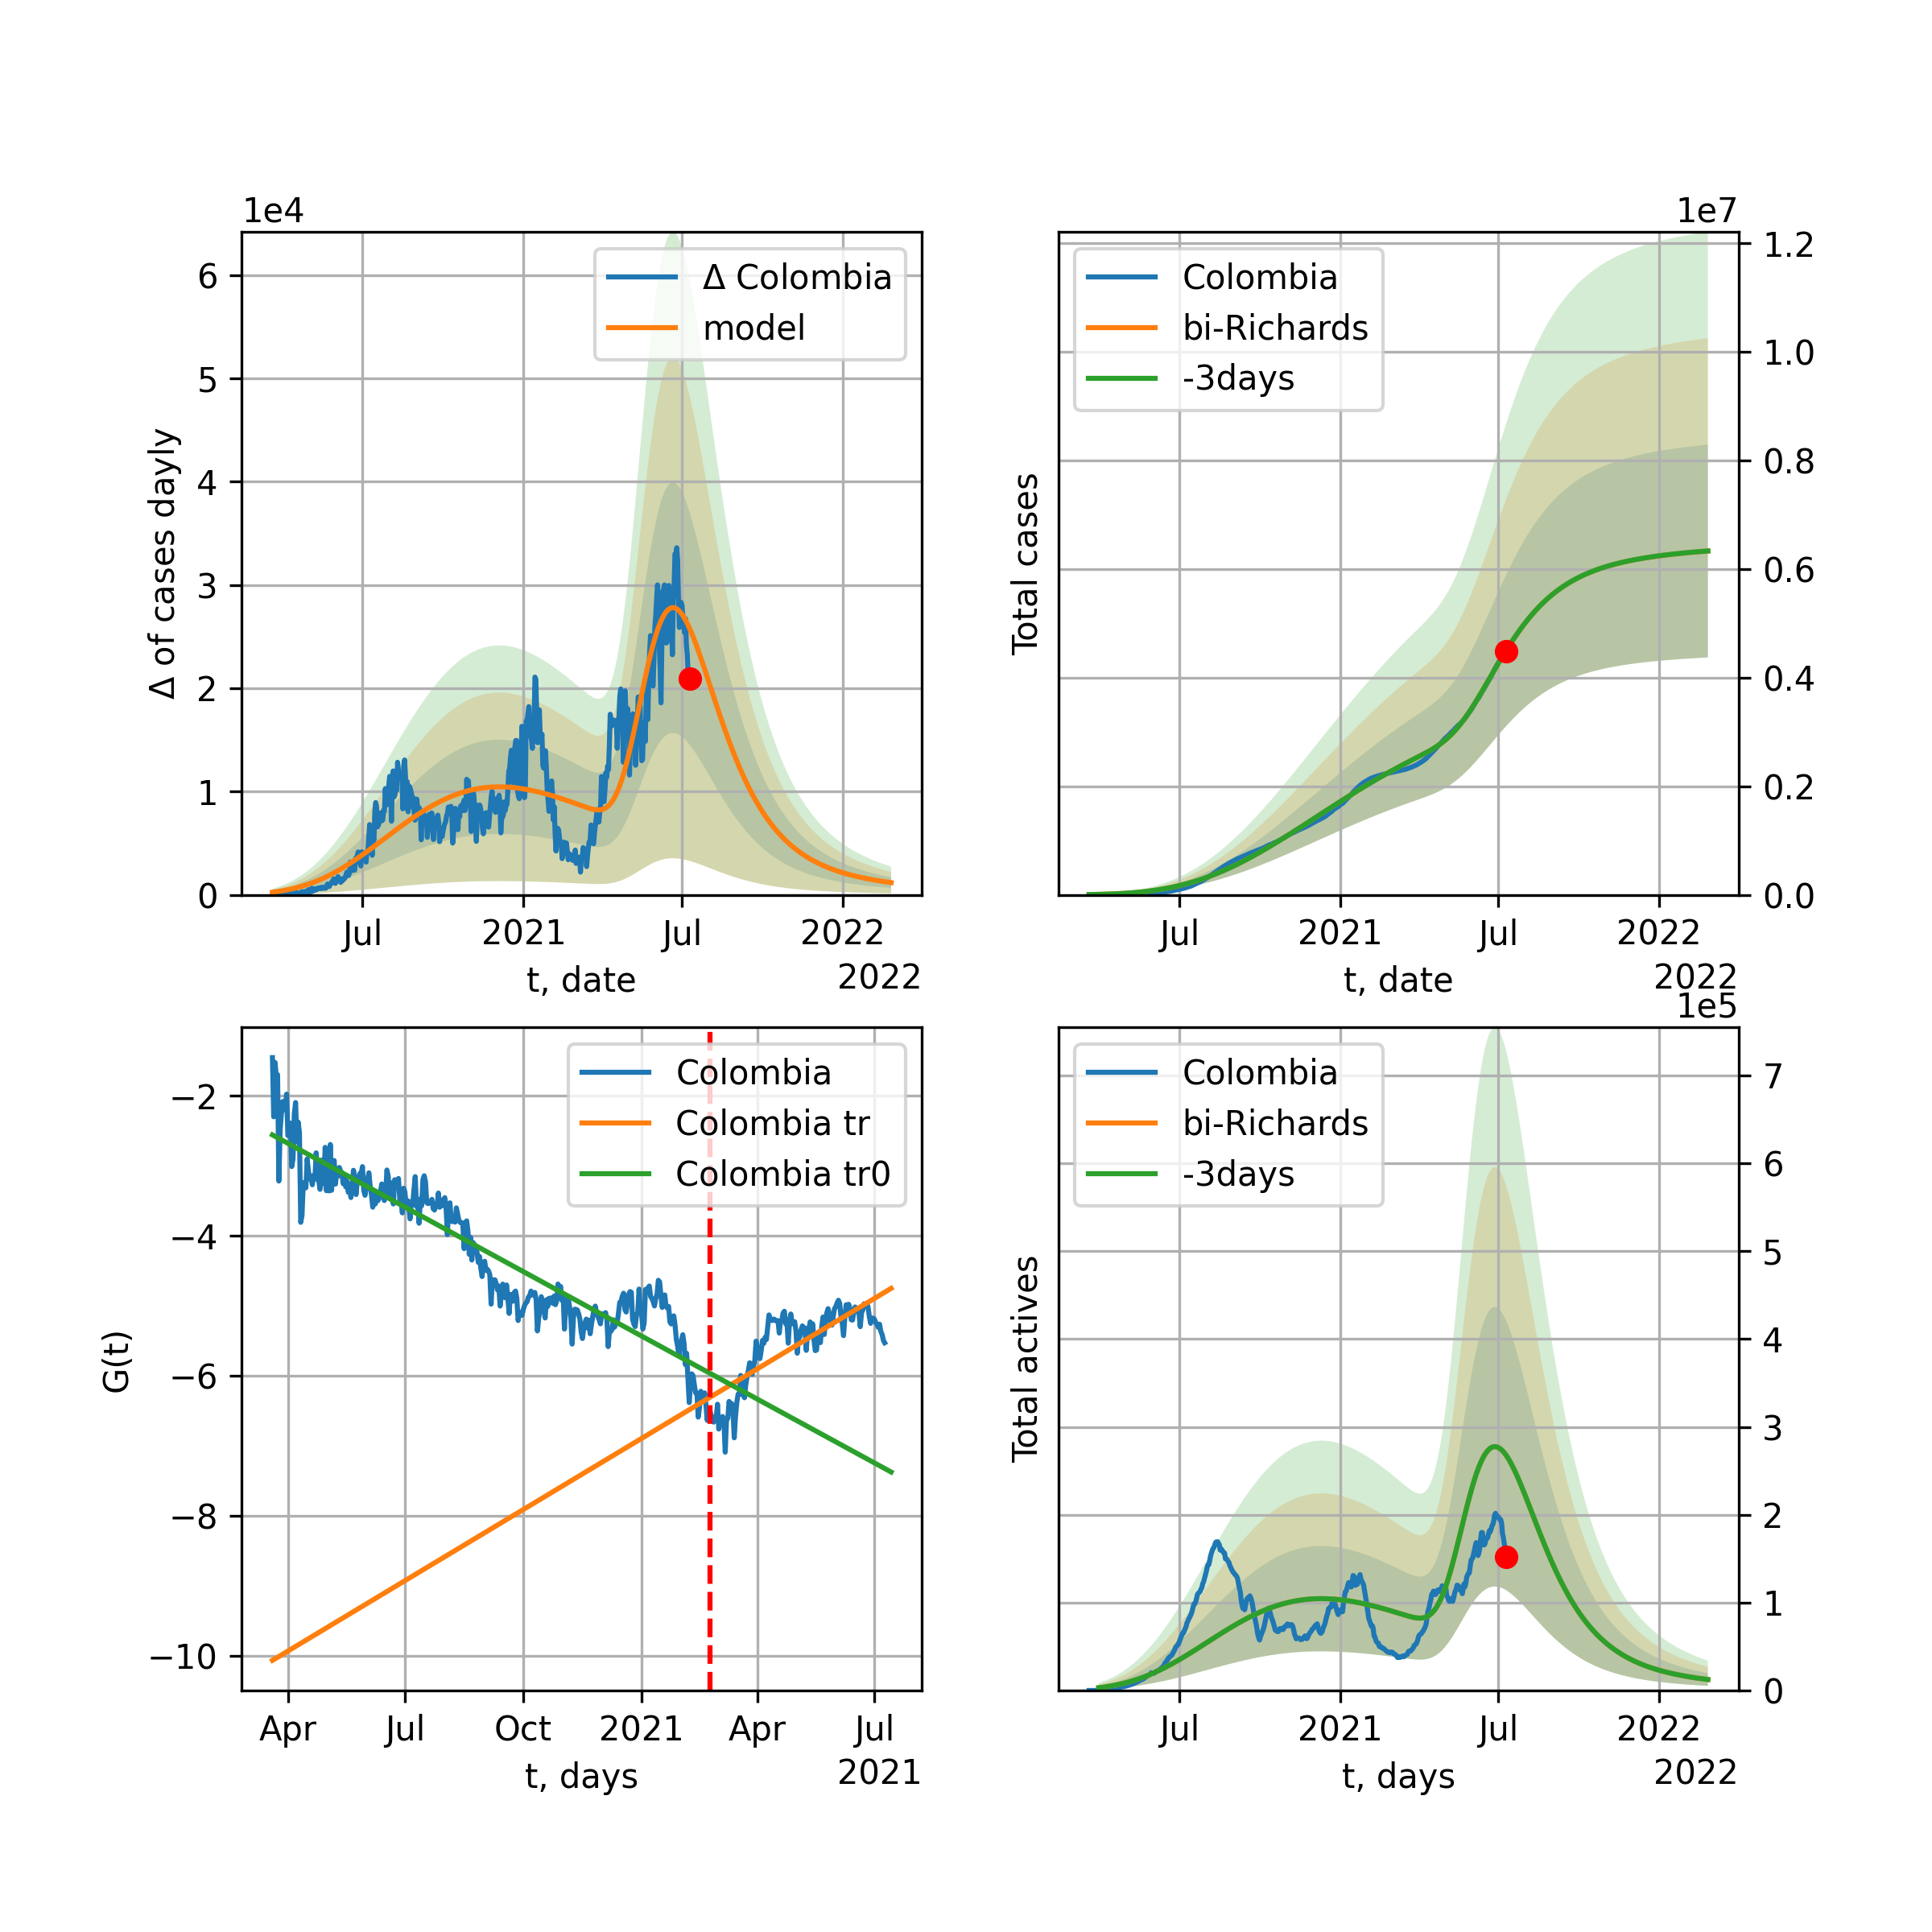 1e4
Δ of cases dayly
6
5
4
3
2
1
0
Δ Colombia
model
Jul
2021
Jul
2022
t, date
2022
1e7
Total cases
Colombia
bi-Richards
-3days
1.2
1.0
0.8
0.6
0.4
0.2
0.0
Jul
2021
Jul
2022
t, date
2022
G(t)
−2
−4
−6
−8
−10
Colombia
Colombia tr
Colombia tr0
Apr
Jul
Oct
2021
Apr
Jul
t, days
2021
1e5
Total actives
Colombia
bi-Richards
-3days
7
6
5
4
3
2
1
0
Jul
2021
Jul
2022
t, days
2022